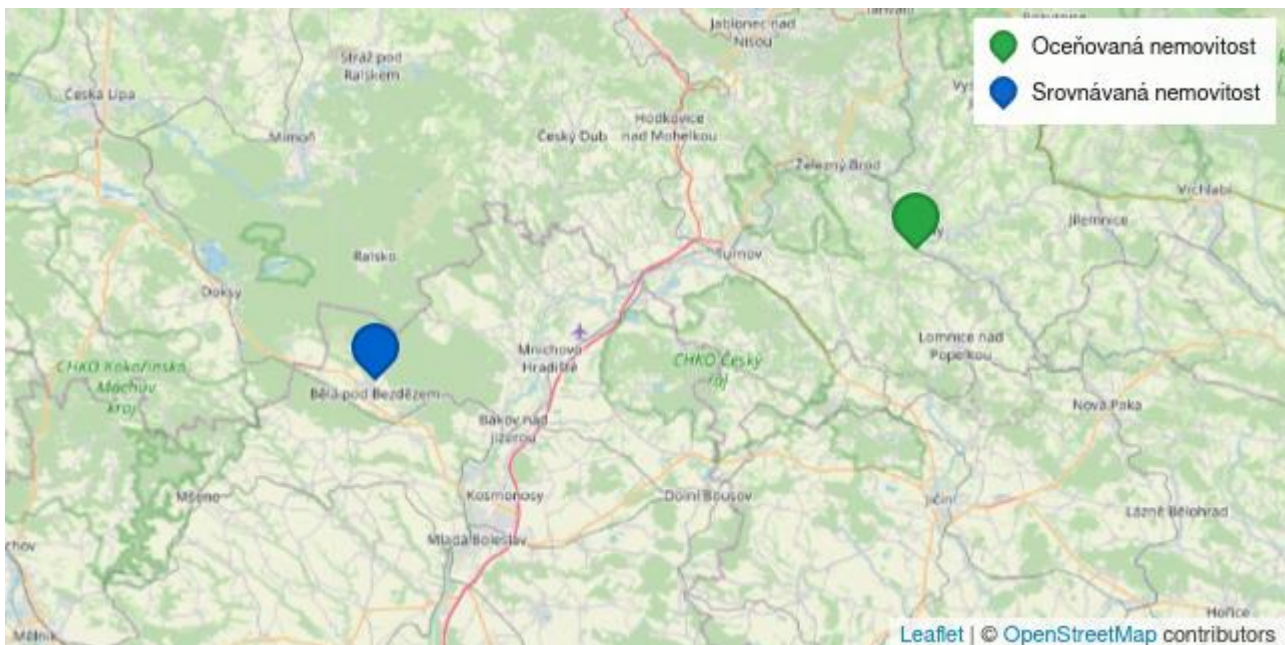 Jablonec nad
Nisou
Oceňovaná nemovitost
Stráž pod
Ralskem
Srovnávaná nemovitost
Česká Lípa
Hodkovice
nad Mohelkou
Mimoň
Český Dub
Železný Brod
Vrchlabí
Jilemnice
Turnov
Ralsko
Doksy
Lomnice nad
Popelkou
Mnichovo
Hradiště
CHKO Český
ráj
CHKO Kokořínsko
Máchův
kraj
Bělá pod Bezdězem
Nová Paka
Bakov nad
Jizerou
Mšeno
Kosmonosy
Dolní Bousov
Jičín
Lázně Bělohrad
Mladá Boleslav
Hořice
Mělník
Leaflet | © OpenStreetMap contributors